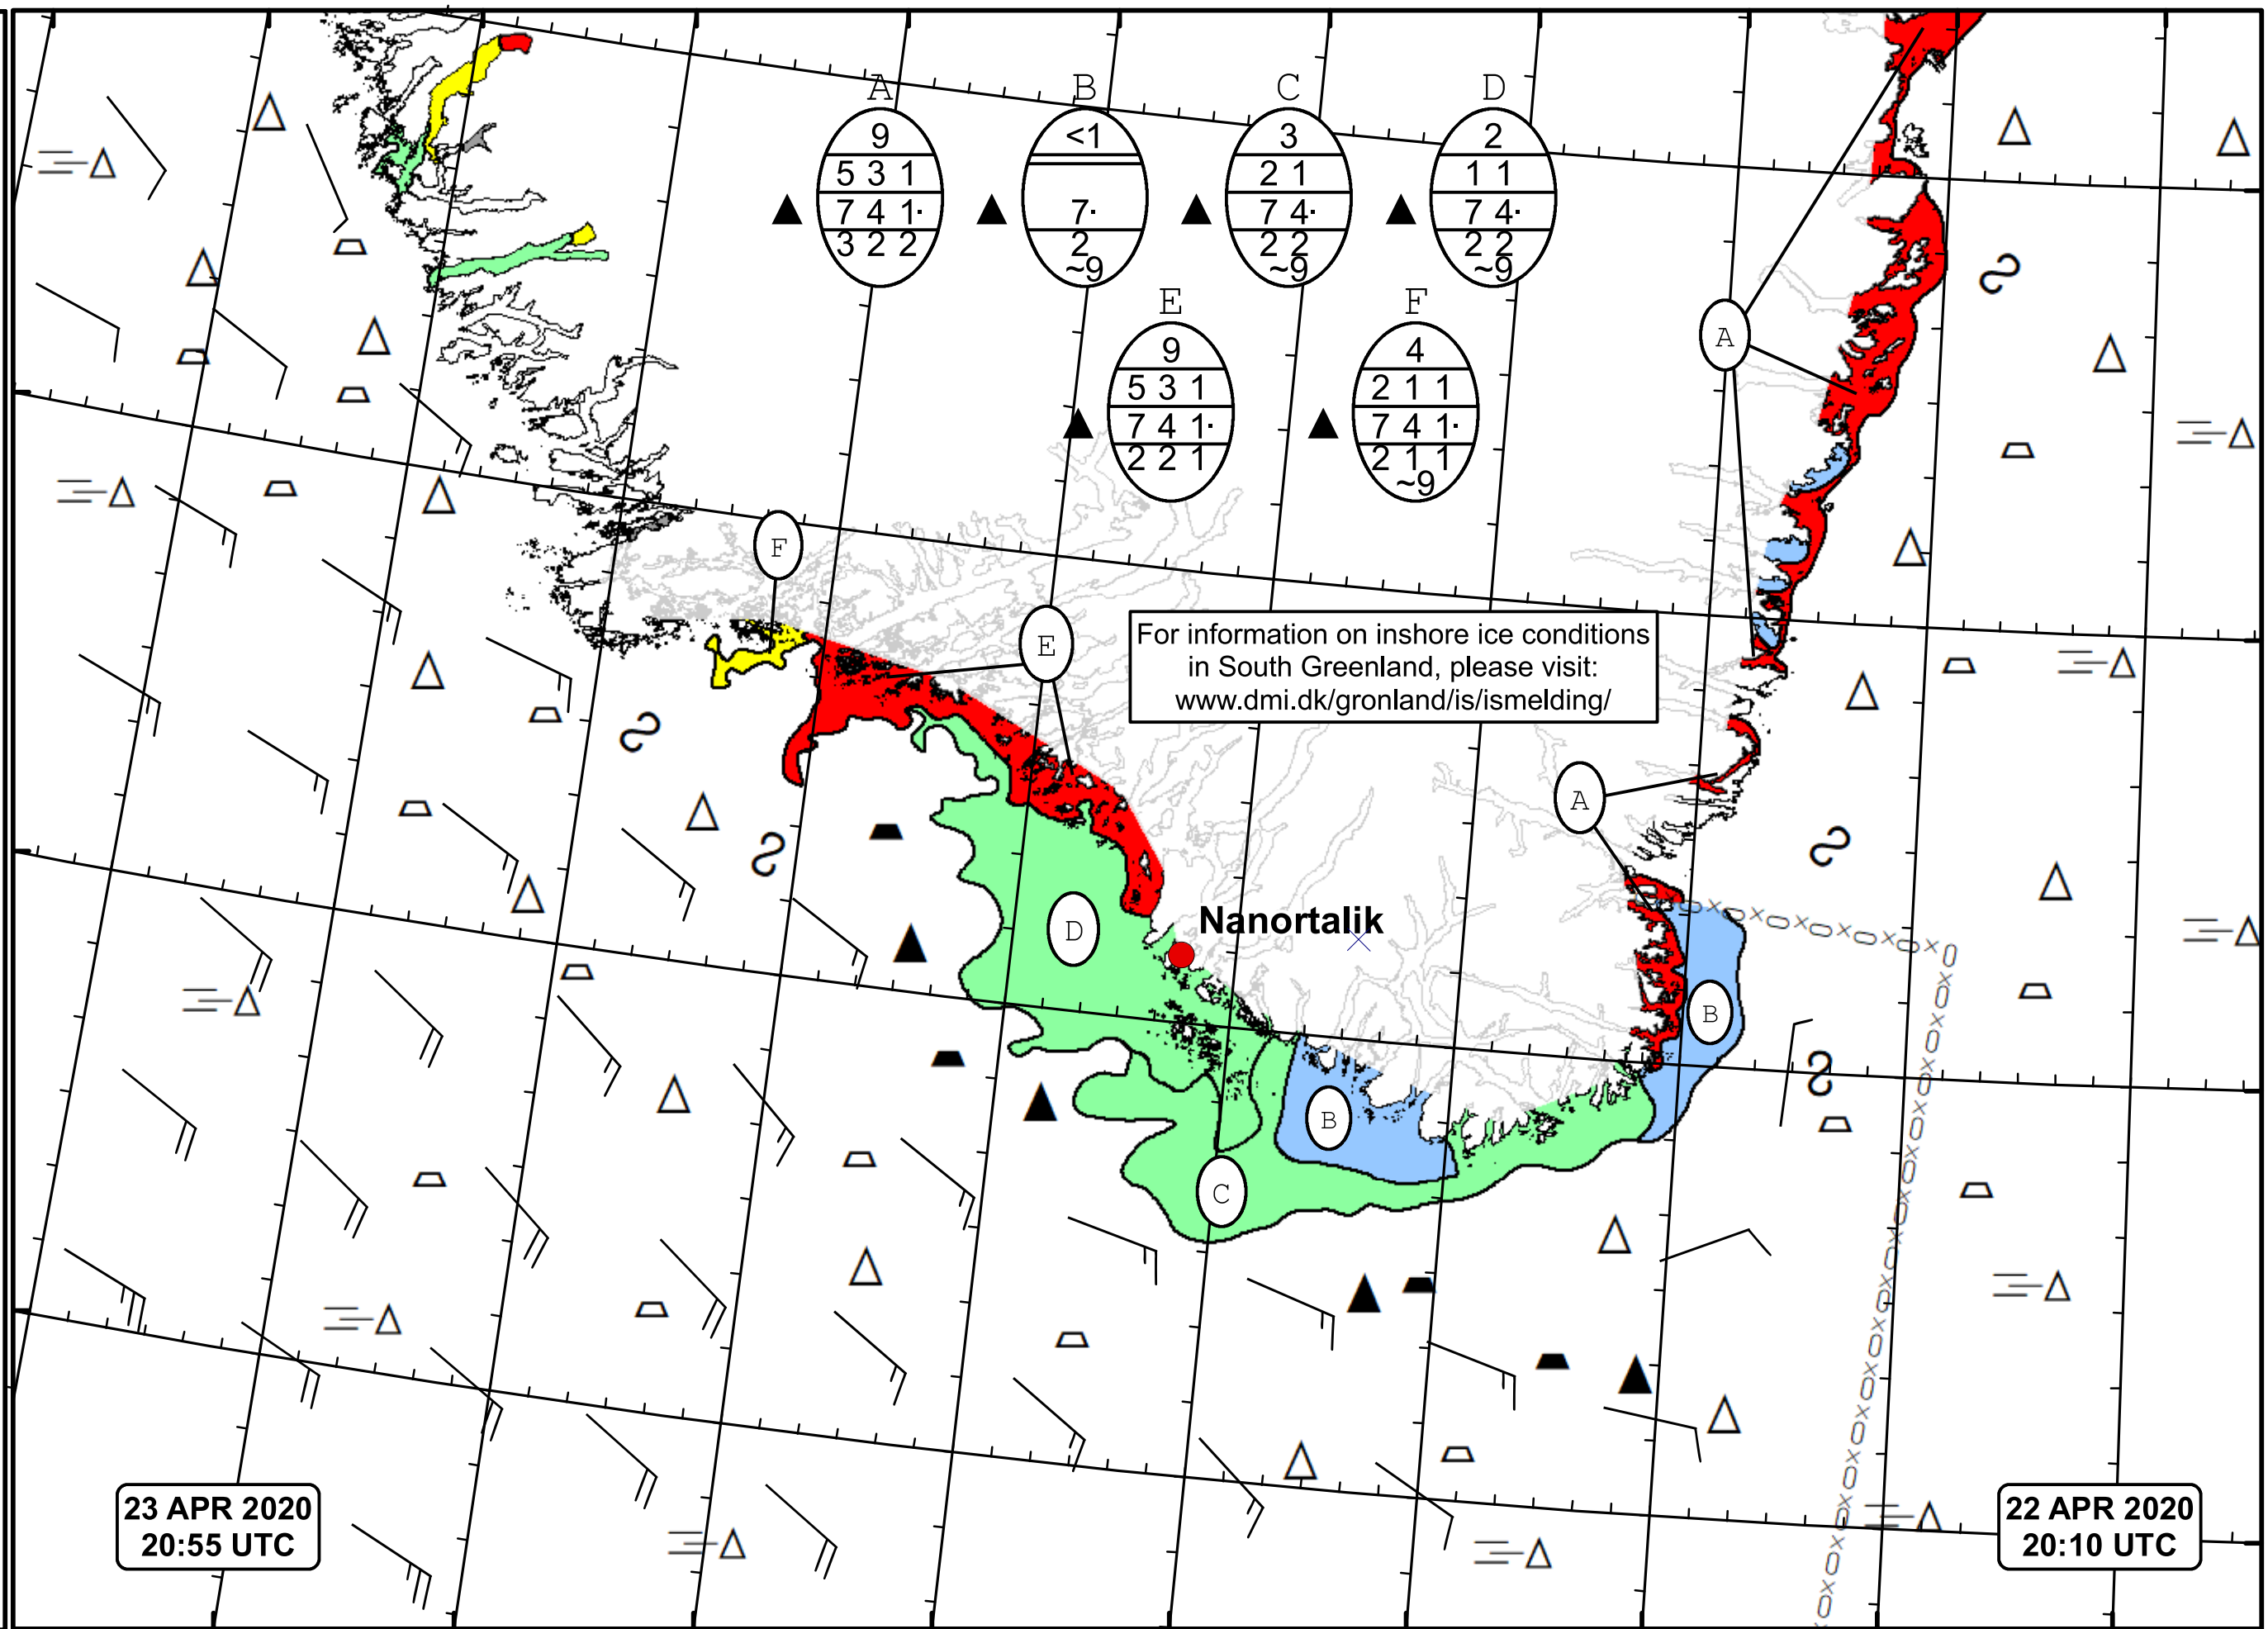 A B C D
9
5 3 1
7 4 1·
3 2 2
<1
7·
2
~9
3
2 1
7 4·
2 2
~9
2
1 1
7 4·
2 2
~9
E F
9
5 3 1
7 4 1·
2 2 1
4
2 1 1
7 4 1·
2 1 1
~9
A
F
E
For information on inshore ice conditions
in South Greenland, please visit:
www.dmi.dk/gronland/is/ismelding/
A
Nanortalik
D
B
B
C
23 APR 2020
20:55 UTC
22 APR 2020
20:10 UTC